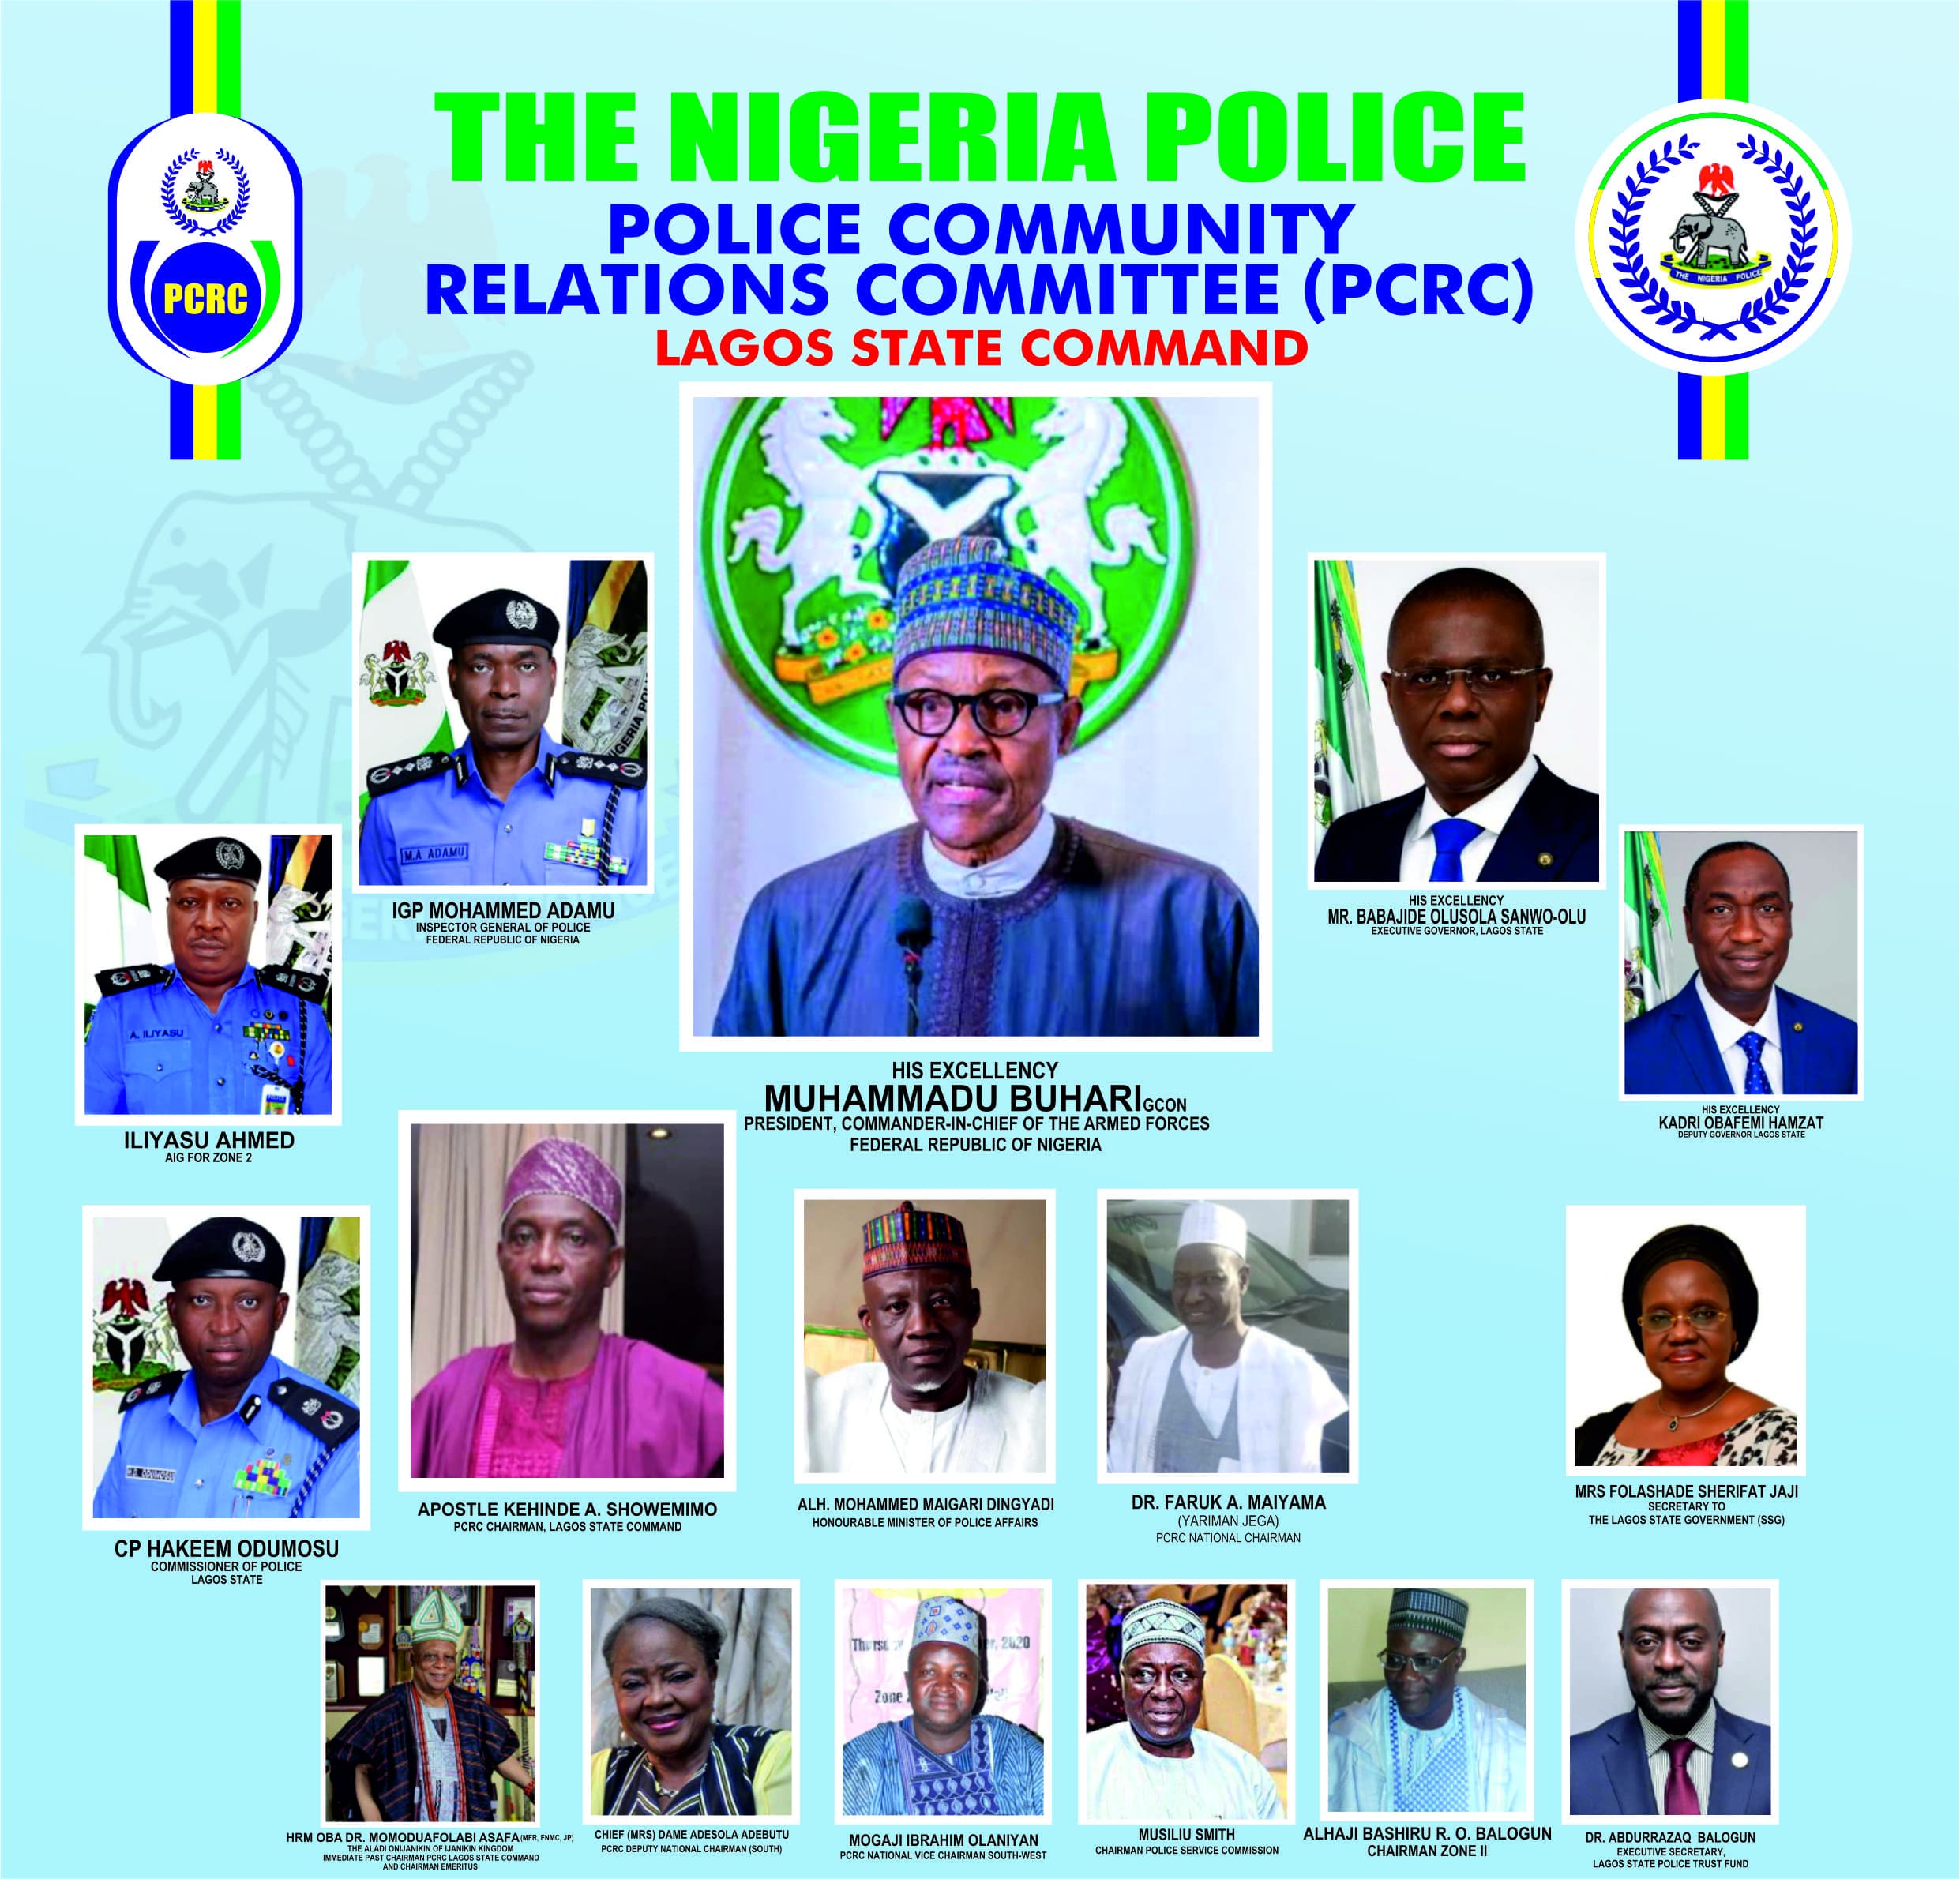 THE NIGERIA POLICE
POLICE COMMUNITY
RELATIONS COMMITTEE (PCRC)
LAGOS STATE COMMAND
PCRC
THE NIGERIA POLICE
M.A ADAMU
IGP MOHAMMED ADAMU
INSPECTOR GENERAL OF POLICE
FEDERAL REPUBLIC OF NIGERIA
HIS EXCELLENCY
MR. BABAJIDE OLUSOLA SANWO-OLU
EXECUTIVE GOVERNOR, LAGOS STATE
A. ILIYASU
ILIYASU AHMED
AIG FOR ZONE 2
HIS EXCELLENCY
MUHAMMADU BUHARI GCON
PRESIDENT, COMMANDER-IN-CHIEF OF THE ARMED FORCES
FEDERAL REPUBLIC OF NIGERIA
HIS EXCELLENCY
KADRI OBAFEMI HAMZAT
DEPUTY GOVERNOR LAGOS STATE
ODUMOSU
CP HAKEEM ODUMOSU
COMMISSIONER OF POLICE
LAGOS STATE
APOSTLE KEHINDE A. SHOWEMIMO
PCRC CHAIRMAN, LAGOS STATE COMMAND
ALH. MOHAMMED MAIGARI DINGYADI
HONOURABLE MINISTER OF POLICE AFFAIRS
DR. FARUK A. MAIYAMA
(YARIMAN JEGA)
PCRC NATIONAL CHAIRMAN
MRS FOLASHADE SHERIFAT JAJI
SECRETARY TO
THE LAGOS STATE GOVERNMENT (SSG)
HRM OBA DR. MOMODUAFOLABI ASAFA (MFR, FNMC, JP)
THE ALADI ONIJANIKIN OF IJANIKIN KINGDOM
IMMEDIATE PAST CHAIRMAN PCRC LAGOS STATE COMMAND
AND CHAIRMAN EMERITUS
CHIEF (MRS) DAME ADESOLA ADEBUTU
PCRC DEPUTY NATIONAL CHAIRMAN (SOUTH)
2020
Zone
MOGAJI IBRAHIM OLANIYAN
PCRC NATIONAL VICE CHAIRMAN SOUTH-WEST
MUSILIU SMITH
CHAIRMAN POLICE SERVICE COMMISSION
ALHAJI BASHIRU R. O. BALOGUN
CHAIRMAN ZONE II
DR. ABDURRAZAQ BALOGUN
EXECUTIVE SECRETARY,
LAGOS STATE POLICE TRUST FUND